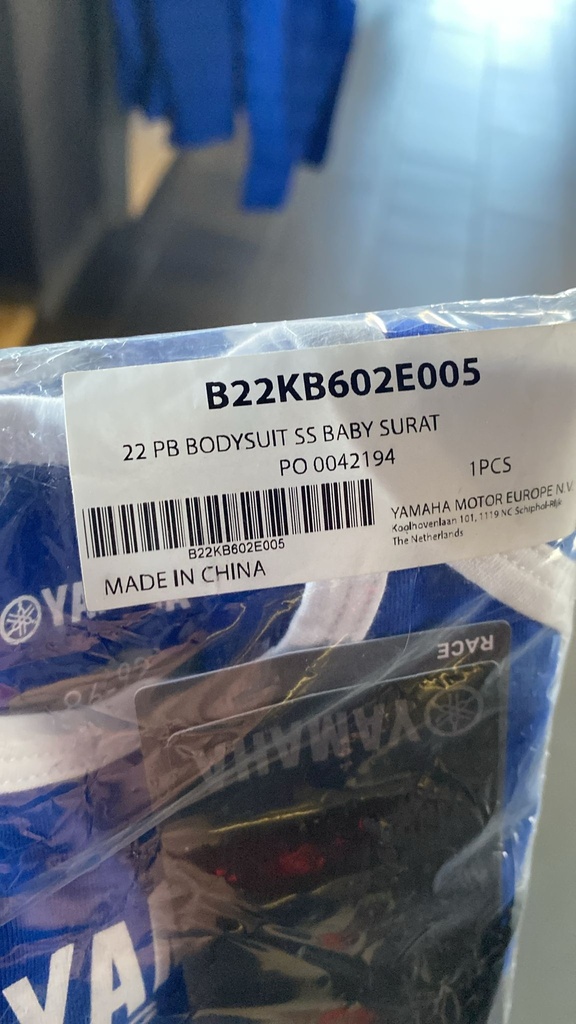 B22KB602E005
22 PB BODYSUIT SS BABY SURAT
PO 0042194
1PCS
B22KB602E005
YAMAHA MOTOR EUROPE N.V.
Koolhovenlaan 101, 1119 NC Schiphol-Rijk
The Netherlands
MADE IN CHINA
RACE
YAMAHA
YA